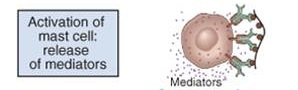 Activation of
mast cell:
release
of mediators
Mediators